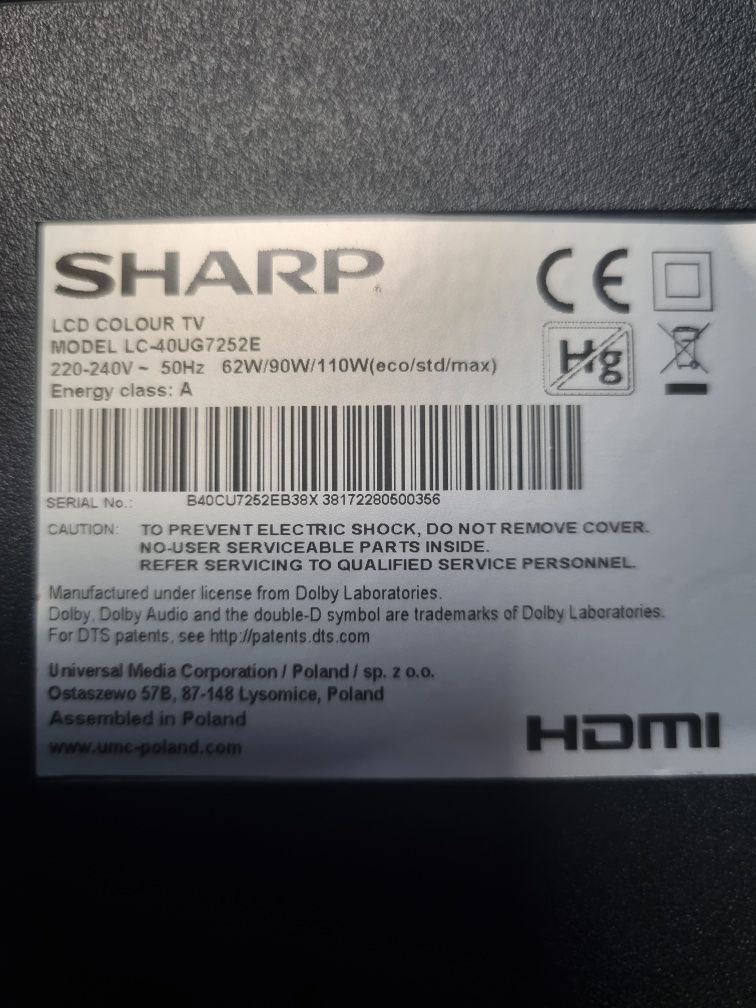 SHARP
LCD COLOUR TV
MODEL LC-40UG7252E
220-240V ~ 50Hz 62W/90W/110W(eco/std/max)
Energy class: A
CE
Hg
SERIAL No.: B40CU7252EB38X 38172280500356
CAUTION: TO PREVENT ELECTRIC SHOCK, DO NOT REMOVE COVER.
NO-USER SERVICEABLE PARTS INSIDE.
REFER SERVICING TO QUALIFIED SERVICE PERSONNEL.
Manufactured under license from Dolby Laboratories.
Dolby, Dolby Audio and the double-D symbol are trademarks of Dolby Laboratories.
For DTS patents, see http://patents.dts.com
Universal Media Corporation / Poland / sp. z o.o.
Ostaszewo 57B, 87-148 Łysomice, Poland
Assembled in Poland
www.umc-poland.com
HDMI